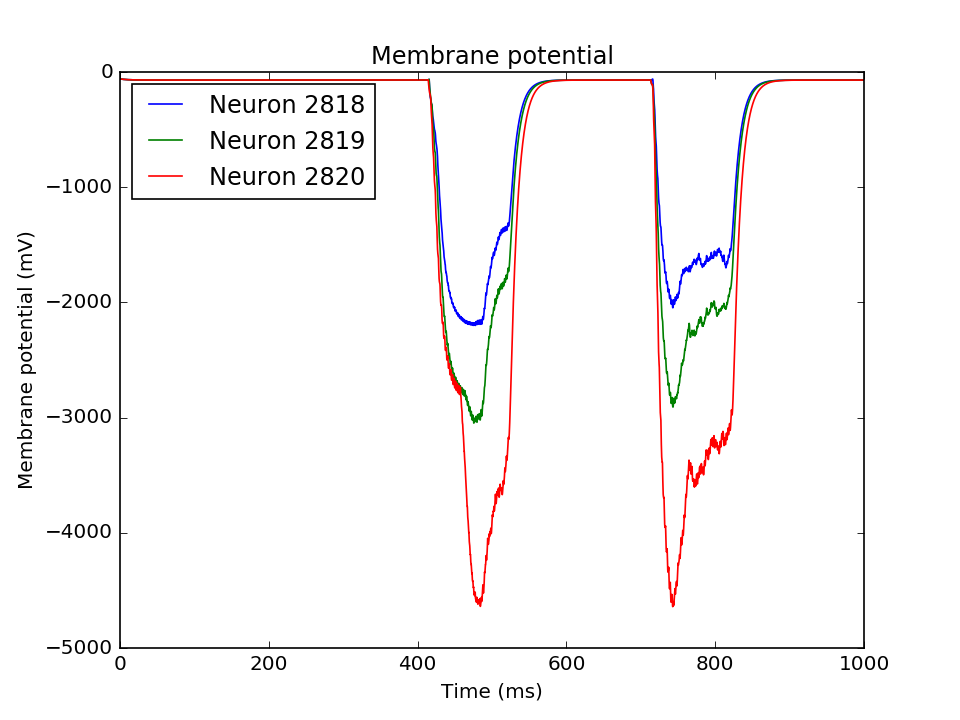 Membrane potential
0
Neuron 2818
Neuron 2819
Neuron 2820
−1000
−2000
−3000
−4000
−5000
Membrane potential (mV)
0 200 400 600 800 1000
Time (ms)